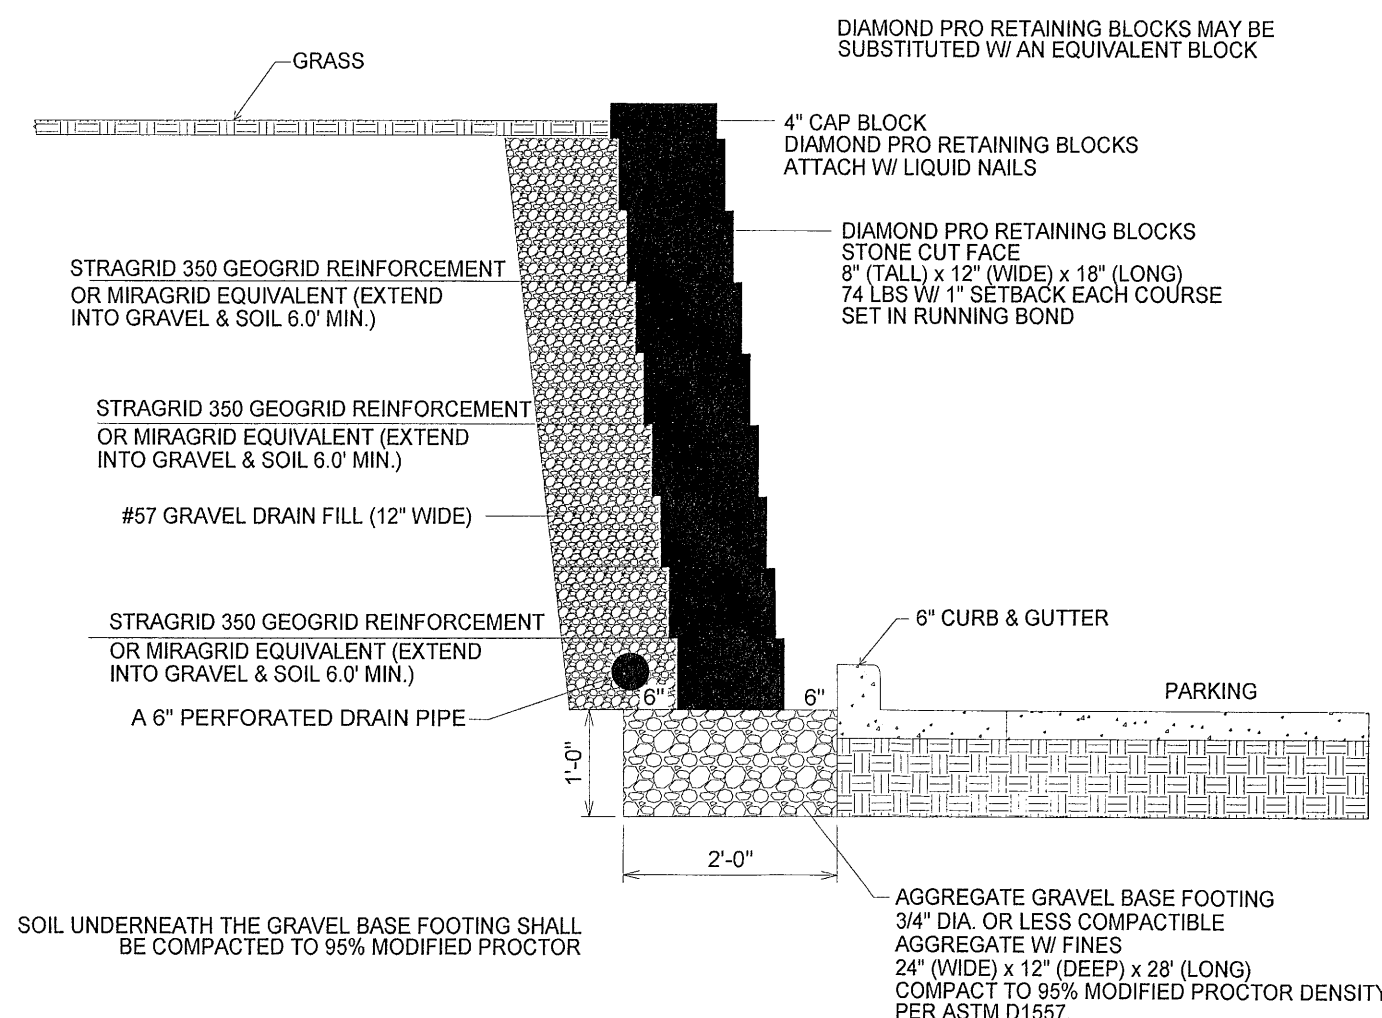 DIAMOND PRO RETAINING BLOCKS MAY BE
SUBSTITUTED W/ AN EQUIVALENT BLOCK
GRASS
4" CAP BLOCK
DIAMOND PRO RETAINING BLOCKS
ATTACH W/ LIQUID NAILS
DIAMOND PRO RETAINING BLOCKS
STONE CUT FACE
8" (TALL) x 12" (WIDE) x 18" (LONG)
74 LBS W/ 1" SETBACK EACH COURSE
SET IN RUNNING BOND
STRAGRID 350 GEOGRID REINFORCEMENT
OR MIRAGRID EQUIVALENT (EXTEND
INTO GRAVEL & SOIL 6.0' MIN.)
STRAGRID 350 GEOGRID REINFORCEMENT
OR MIRAGRID EQUIVALENT (EXTEND
INTO GRAVEL & SOIL 6.0' MIN.)
#57 GRAVEL DRAIN FILL (12" WIDE)
STRAGRID 350 GEOGRID REINFORCEMENT
OR MIRAGRID EQUIVALENT (EXTEND
INTO GRAVEL & SOIL 6.0' MIN.)
A 6" PERFORATED DRAIN PIPE
6"
6"
6" CURB & GUTTER
PARKING
1'-0"
2'-0"
SOIL UNDERNEATH THE GRAVEL BASE FOOTING SHALL
BE COMPACTED TO 95% MODIFIED PROCTOR
AGGREGATE GRAVEL BASE FOOTING
3/4" DIA. OR LESS COMPACTIBLE
AGGREGATE W/ FINES
24" (WIDE) x 12" (DEEP) x 28' (LONG)
COMPACT TO 95% MODIFIED PROCTOR DENSITY
PER ASTM D1557